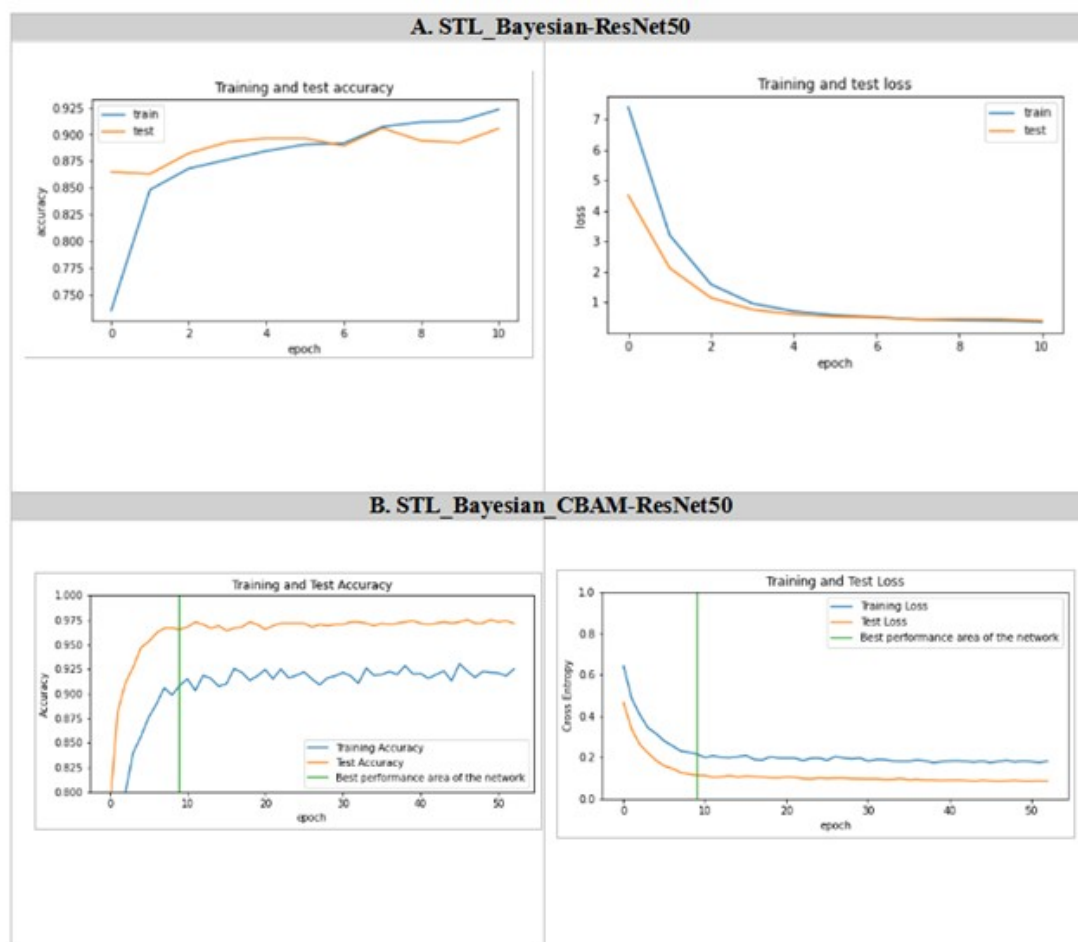 A. STL_Bayesian-ResNet50
Training and test accuracy
train
test
0.925
0.900
0.875
0.850
0.825
0.800
0.775
0.750
accuracy
0 2 4 6 8 10
epoch
Training and test loss
train
test
7
6
5
4
3
2
1
loss
0 2 4 6 8 10
epoch
B. STL_Bayesian_CBAM-ResNet50
Training and Test Accuracy
1.000
0.975
0.950
0.925
0.900
0.875
0.850
0.825
0.800
Accuracy
Training Accuracy
Test Accuracy
Best performance area of the network
0 10 20 30 40 50
epoch
Training and Test Loss
Training Loss
Test Loss
Best performance area of the network
1.0
0.8
0.6
0.4
0.2
0.0
Cross Entropy
0 10 20 30 40 50
epoch